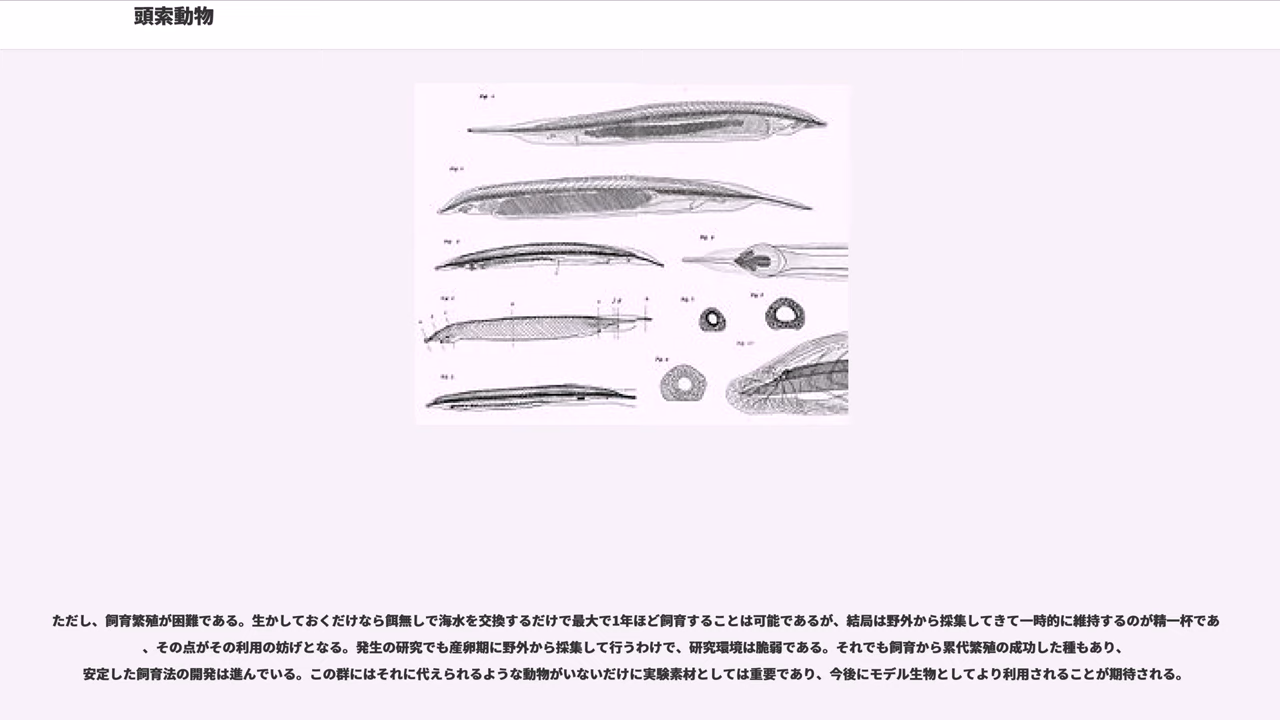 頭索動物
ただし、飼育繁殖が困難である。生かしておくだけなら餌無しで海水を交換するだけで最大で1年ほど飼育することは可能であるが、結局は野外から採集してきて一時的に維持するのが精一杯であ
、その点がその利用の妨げとなる。発生の研究でも産卵期に野外から採集して行うわけで、研究環境は脆弱である。それでも飼育から累代繁殖の成功した種もあり、
安定した飼育法の開発は進んでいる。この群にはそれに代えられるような動物がいないだけに実験素材としては重要であり、今後にモデル生物としてより利用されることが期待される。